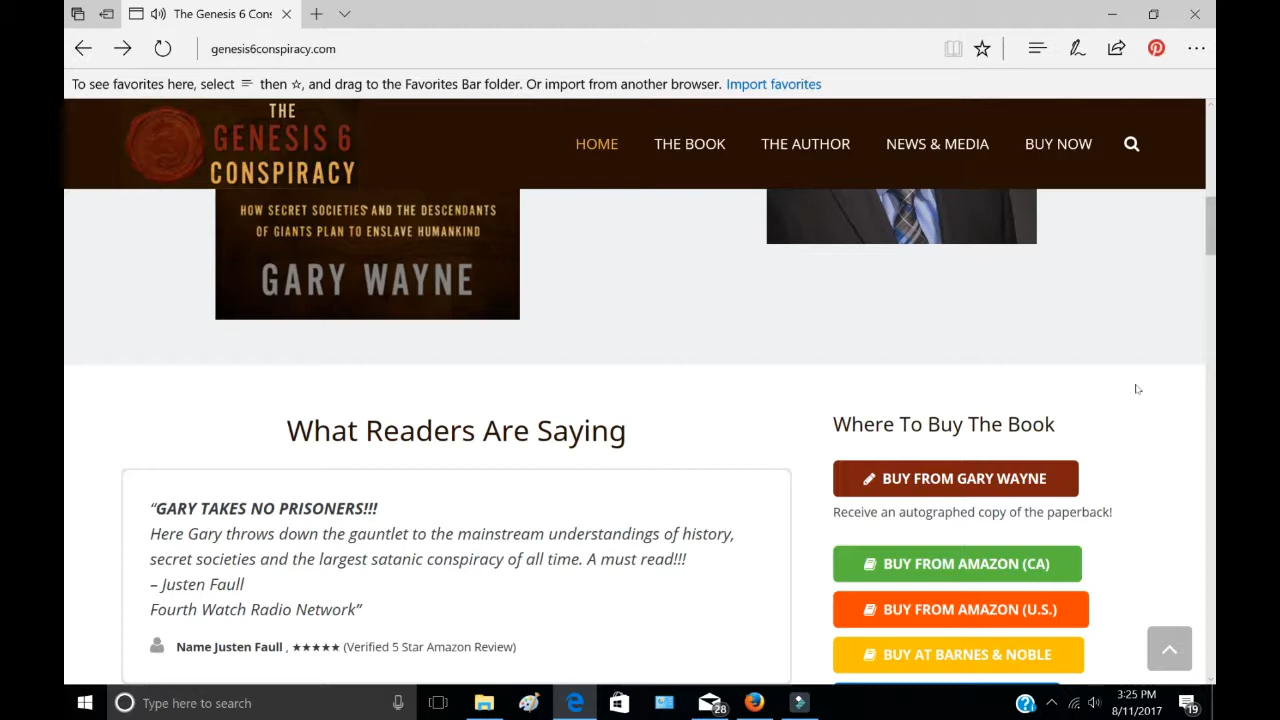 The Genesis 6 Cons
genesis6conspiracy.com
To see favorites here, select then ☆, and drag to the Favorites Bar folder. Or import from another browser. Import favorites
THE
GENESIS 6
CONSPIRACY
HOME THE BOOK THE AUTHOR NEWS & MEDIA BUY NOW
HOW SECRET SOCIETIES AND THE DESCENDANTS
OF GIANTS PLAN TO ENSLAVE HUMANKIND
GARY WAYNE
What Readers Are Saying
“GARY TAKES NO PRISONERS!!!
Here Gary throws down the gauntlet to the mainstream understandings of history,
secret societies and the largest satanic conspiracy of all time. A must read!!!
– Justen Faull
Fourth Watch Radio Network”
Name Justen Faull , ★★★★★ (Verified 5 Star Amazon Review)
Where To Buy The Book
BUY FROM GARY WAYNE
Receive an autographed copy of the paperback!
BUY FROM AMAZON (CA)
BUY FROM AMAZON (U.S.)
BUY AT BARNES & NOBLE
Type here to search
28
3:25 PM
8/11/2017
19